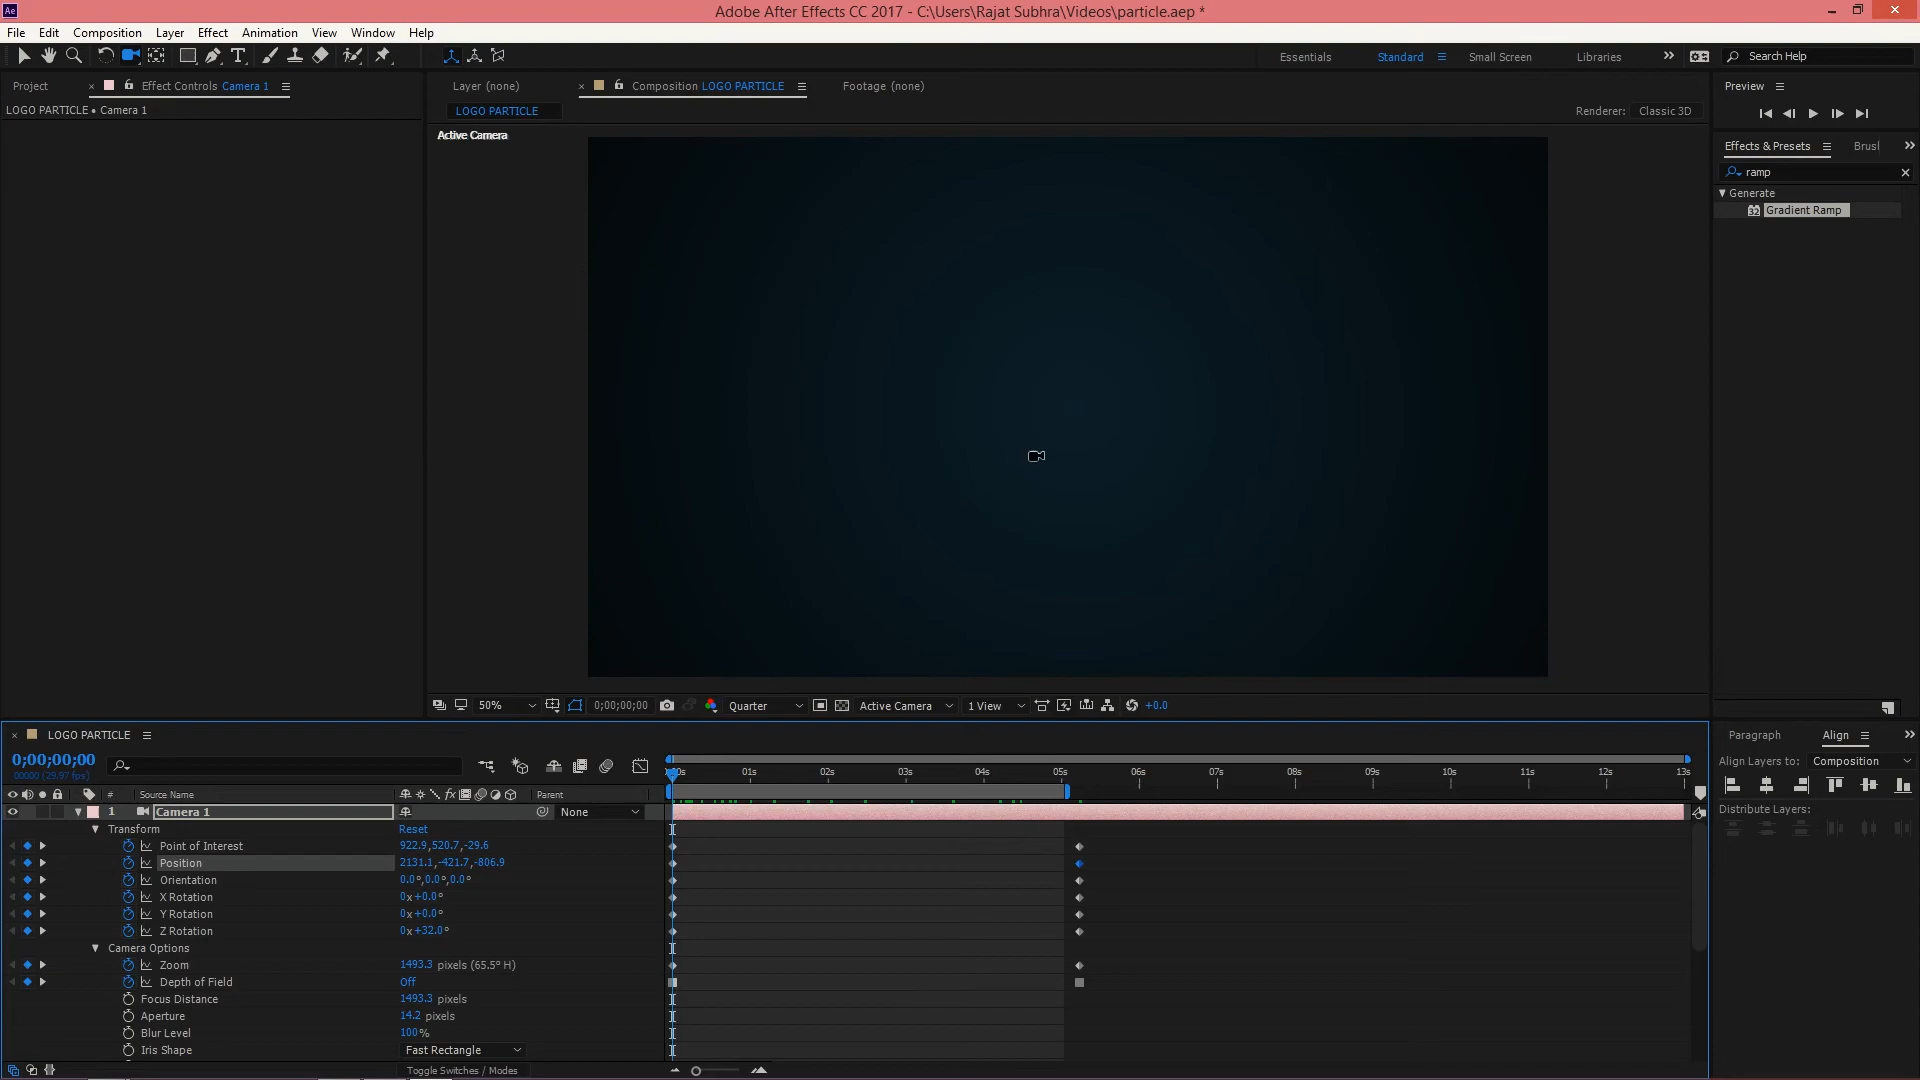 Adobe After Effects CC 2017 - C:\Users\Rajat Subhra\Videos\particle.aep *
File Edit Composition Layer Effect Animation View Window Help
Essentials Standard Small Screen Libraries Search Help
Project Effect Controls Camera 1 Layer (none) Composition LOGO PARTICLE Footage (none) Preview
LOGO PARTICLE • Camera 1 LOGO PARTICLE Renderer: Classic 3D
Active Camera
Effects & Presets Brusl
ramp
Generate
32 Gradient Ramp
50% 0;00;00;00 Quarter Active Camera 1 View +0.0
LOGO PARTICLE Paragraph Align
0;00;00;00
00000 (29.97 fps)
Align Layers to: Composition
:00s 01s 02s 03s 04s 05s 06s 07s 08s 09s 10s 11s 12s 13s
# Source Name Parent
1 Camera 1 None
Distribute Layers:
Transform Reset
Point of Interest 922.9,520.7,-29.6
Position 2131.1,-421.7,-806.9
Orientation 0.0°,0.0°,0.0°
X Rotation 0x+0.0°
Y Rotation 0x+0.0°
Z Rotation 0x+32.0°
Camera Options
Zoom 1493.3 pixels (65.5° H)
Depth of Field Off
Focus Distance 1493.3 pixels
Aperture 14.2 pixels
Blur Level 100%
Iris Shape Fast Rectangle
Toggle Switches / Modes